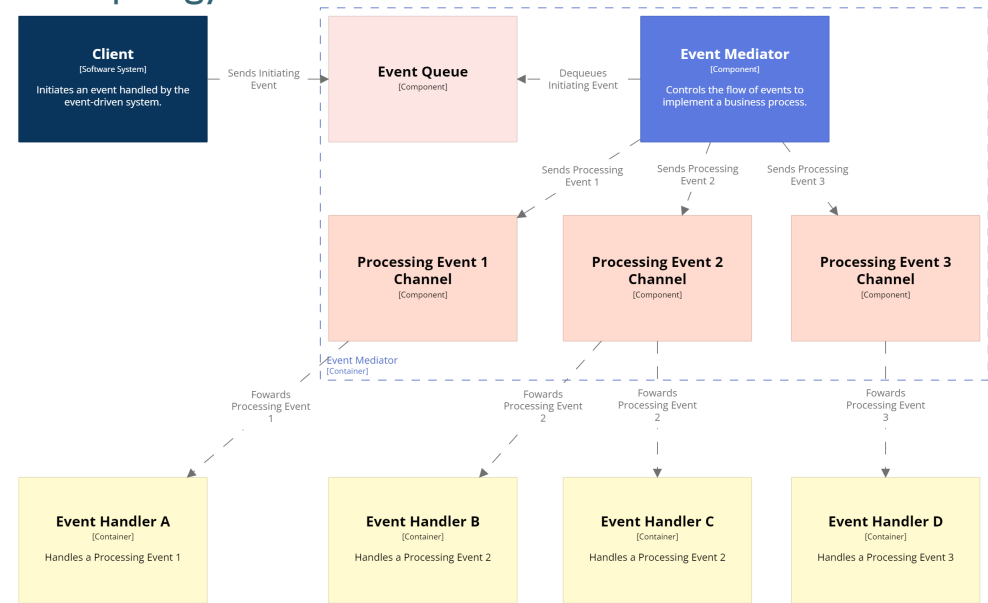 Client
[Software System]
Initiates an event handled by the
event-driven system.
Sends Initiating
Event
Event Queue
[Component]
Dequeues
Initiating Event
Event Mediator
[Component]
Controls the flow of events to
implement a business process.
Sends Processing
Event 1
Sends Processing
Event 2
Sends Processing
Event 3
Processing Event 1
Channel
[Component]
Processing Event 2
Channel
[Component]
Processing Event 3
Channel
[Component]
Event Mediator
[Container]
Fowards
Processing Event
1
Fowards
Processing Event
2
Fowards
Processing Event
2
Fowards
Processing Event
3
Event Handler A
[Container]
Handles a Processing Event 1
Event Handler B
[Container]
Handles a Processing Event 2
Event Handler C
[Container]
Handles a Processing Event 2
Event Handler D
[Container]
Handles a Processing Event 3